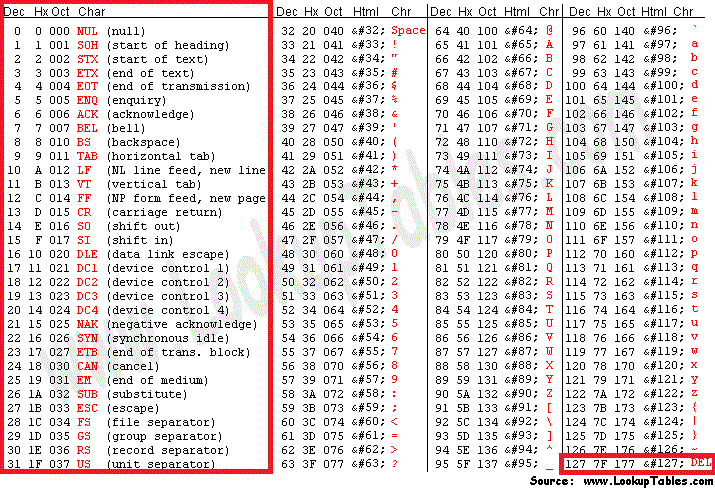 Dec Hx Oct Char Dec Hx Oct Html Chr Dec Hx Oct Html Chr Dec Hx Oct Html Chr
0 0 000 NUL (null) 32 20 040 &#32; Space 64 40 100 &#64; @ 96 60 140 &#96; `
1 1 001 SOH (start of heading) 33 21 041 &#33; ! 65 41 101 &#65; A 97 61 141 &#97; a
2 2 002 STX (start of text) 34 22 042 &#34; " 66 42 102 &#66; B 98 62 142 &#98; b
3 3 003 ETX (end of text) 35 23 043 &#35; # 67 43 103 &#67; C 99 63 143 &#99; c
4 4 004 EOT (end of transmission) 36 24 044 &#36; $ 68 44 104 &#68; D 100 64 144 &#100; d
5 5 005 ENQ (enquiry) 37 25 045 &#37; % 69 45 105 &#69; E 101 65 145 &#101; e
6 6 006 ACK (acknowledge) 38 26 046 &#38; & 70 46 106 &#70; F 102 66 146 &#102; f
7 7 007 BEL (bell) 39 27 047 &#39; ' 71 47 107 &#71; G 103 67 147 &#103; g
8 8 010 BS (backspace) 40 28 050 &#40; ( 72 48 110 &#72; H 104 68 150 &#104; h
9 9 011 TAB (horizontal tab) 41 29 051 &#41; ) 73 49 111 &#73; I 105 69 151 &#105; i
10 A 012 LF (NL line feed, new line 42 2A 052 &#42; * 74 4A 112 &#74; J 106 6A 152 &#106; j
11 B 013 VT (vertical tab) 43 2B 053 &#43; + 75 4B 113 &#75; K 107 6B 153 &#107; k
12 C 014 FF (NP form feed, new page 44 2C 054 &#44; , 76 4C 114 &#76; L 108 6C 154 &#108; l
13 D 015 CR (carriage return) 45 2D 055 &#45; - 77 4D 115 &#77; M 109 6D 155 &#109; m
14 E 016 SO (shift out) 46 2E 056 &#46; . 78 4E 116 &#78; N 110 6E 156 &#110; n
15 F 017 SI (shift in) 47 2F 057 &#47; / 79 4F 117 &#79; O 111 6F 157 &#111; o
16 10 020 DLE (data link escape) 48 30 060 &#48; 0 80 50 120 &#80; P 112 70 160 &#112; p
17 11 021 DC1 (device control 1) 49 31 061 &#49; 1 81 51 121 &#81; Q 113 71 161 &#113; q
18 12 022 DC2 (device control 2) 50 32 062 &#50; 2 82 52 122 &#82; R 114 72 162 &#114; r
19 13 023 DC3 (device control 3) 51 33 063 &#51; 3 83 53 123 &#83; S 115 73 163 &#115; s
20 14 024 DC4 (device control 4) 52 34 064 &#52; 4 84 54 124 &#84; T 116 74 164 &#116; t
21 15 025 NAK (negative acknowledge) 53 35 065 &#53; 5 85 55 125 &#85; U 117 75 165 &#117; u
22 16 026 SYN (synchronous idle) 54 36 066 &#54; 6 86 56 126 &#86; V 118 76 166 &#118; v
23 17 027 ETB (end of trans. block) 55 37 067 &#55; 7 87 57 127 &#87; W 119 77 167 &#119; w
24 18 030 CAN (cancel) 56 38 070 &#56; 8 88 58 130 &#88; X 120 78 170 &#120; x
25 19 031 EM (end of medium) 57 39 071 &#57; 9 89 59 131 &#89; Y 121 79 171 &#121; y
26 1A 032 SUB (substitute) 58 3A 072 &#58; : 90 5A 132 &#90; Z 122 7A 172 &#122; z
27 1B 033 ESC (escape) 59 3B 073 &#59; ; 91 5B 133 &#91; [ 123 7B 173 &#123; {
28 1C 034 FS (file separator) 60 3C 074 &#60; < 92 5C 134 &#92; \ 124 7C 174 &#124; |
29 1D 035 GS (group separator) 61 3D 075 &#61; = 93 5D 135 &#93; ] 125 7D 175 &#125; }
30 1E 036 RS (record separator) 62 3E 076 &#62; > 94 5E 136 &#94; ^ 126 7E 176 &#126; ~
31 1F 037 US (unit separator) 63 3F 077 &#63; ? 95 5F 137 &#95; _ 127 7F 177 &#127; DEL
Source: www.LookupTables.com
www.LookupTables.com